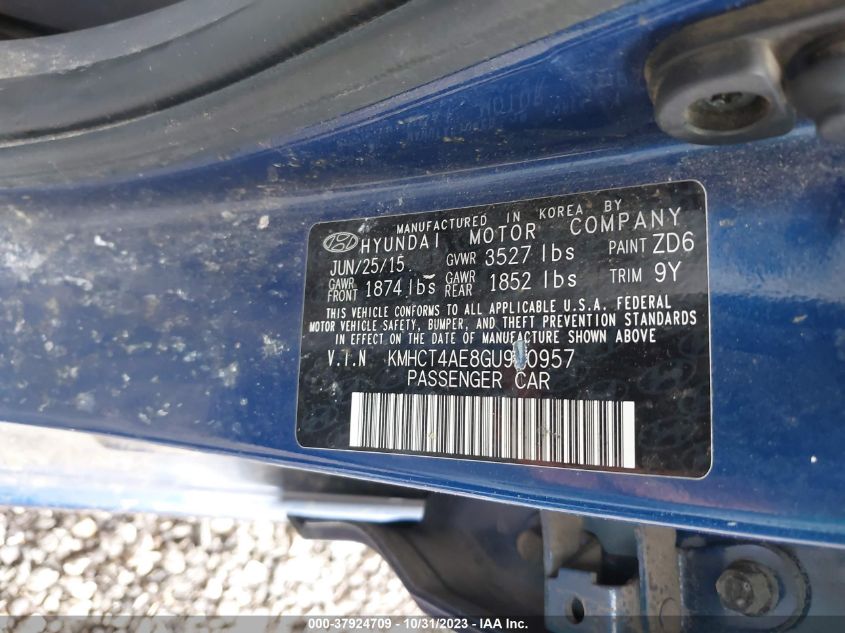 MANUFACTURED IN KOREA BY
HYUNDAI MOTOR COMPANY
JUN/25/15 GVWR 3527 lbs PAINT ZD6
GAWR FRONT 1874 lbs GAWR REAR 1852 lbs TRIM 9Y
THIS VEHICLE CONFORMS TO ALL APPLICABLE U.S.A. FEDERAL
MOTOR VEHICLE SAFETY, BUMPER, AND THEFT PREVENTION STANDARDS
IN EFFECT ON THE DATE OF MANUFACTURE SHOWN ABOVE
V.I.N
PASSENGER CAR
000-37924709 - 10/31/2023 - IAA Inc.